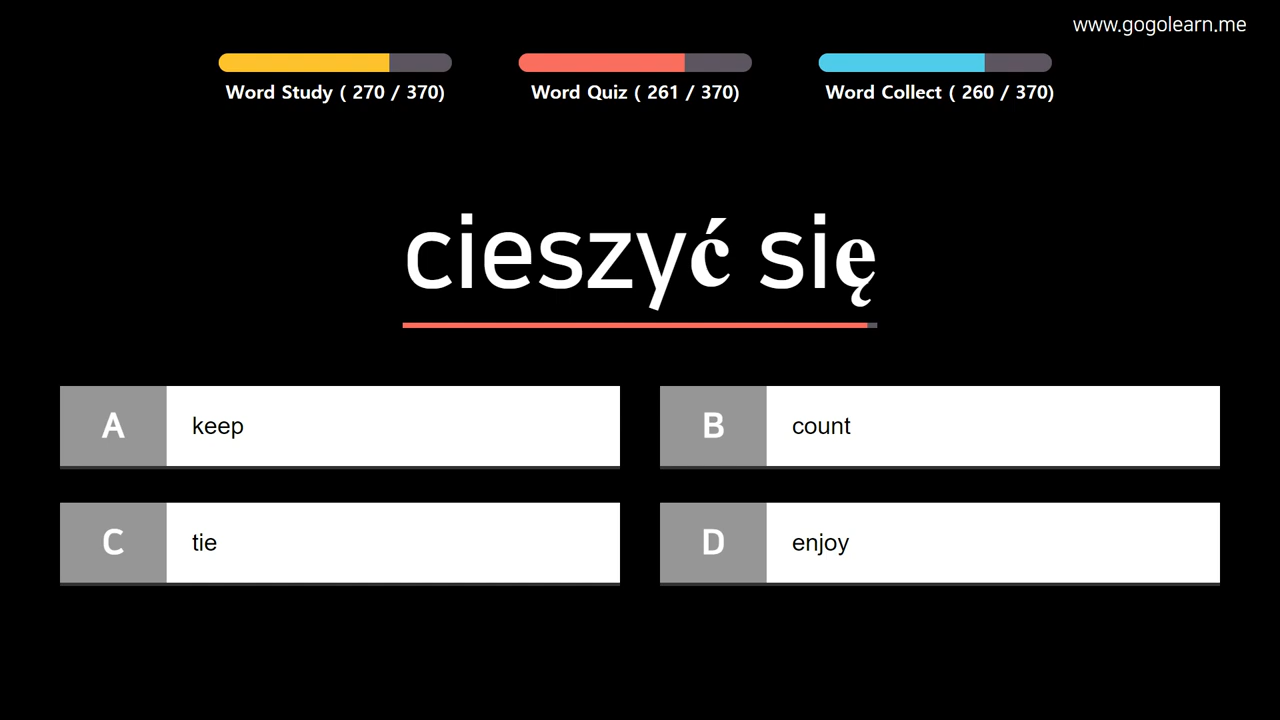 www.gogolearn.me
Word Study ( 270 / 370)
Word Quiz ( 261 / 370)
Word Collect ( 260 / 370)
cieszyć się
A keep
B count
C tie
D enjoy